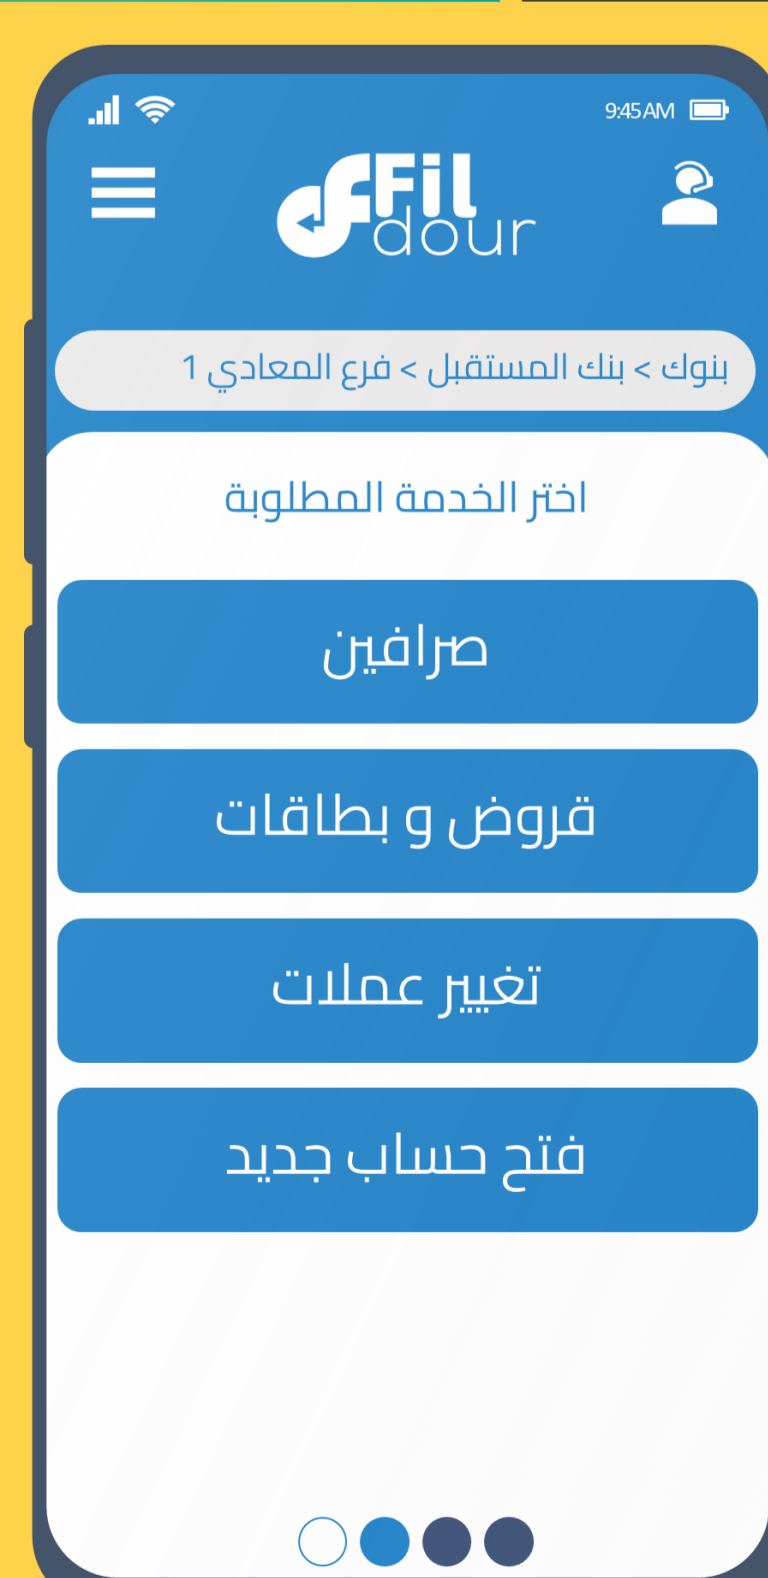 9:45 AM
Fil
dour
بنوك > بنك المستقبل > فرع المعادي 1
اختر الخدمة المطلوبة
صرافين
قروض و بطاقات
تغيير عملات
فتح حساب جديد